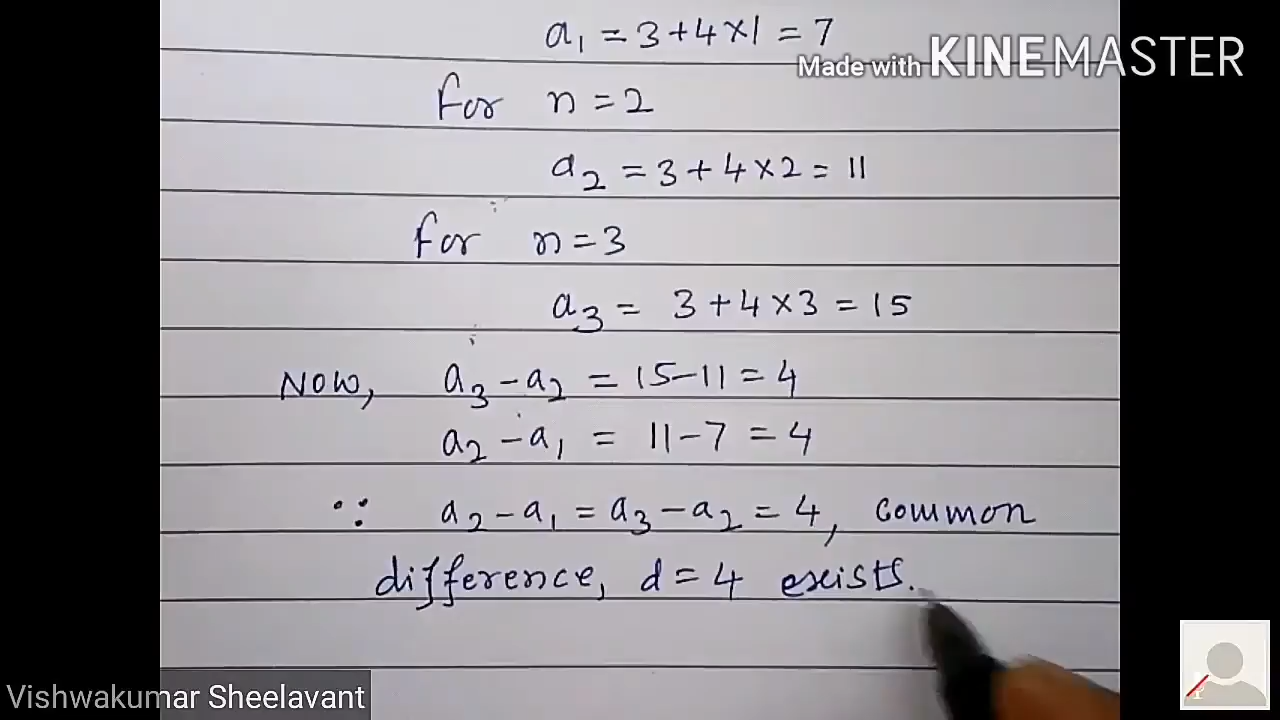 a₁ = 3+4×1 = 7
Made with KINEMASTER
for n = 2
a₂ = 3+4×2 = 11
for n=3
a₃ = 3+4×3 = 15
Now, a₃-a₂ = 15-11 = 4
a₂-a₁ = 11-7 = 4
∵ a₂-a₁ = a₃-a₂ = 4, common
difference, d = 4 exists.
Vishwakumar Sheelavant